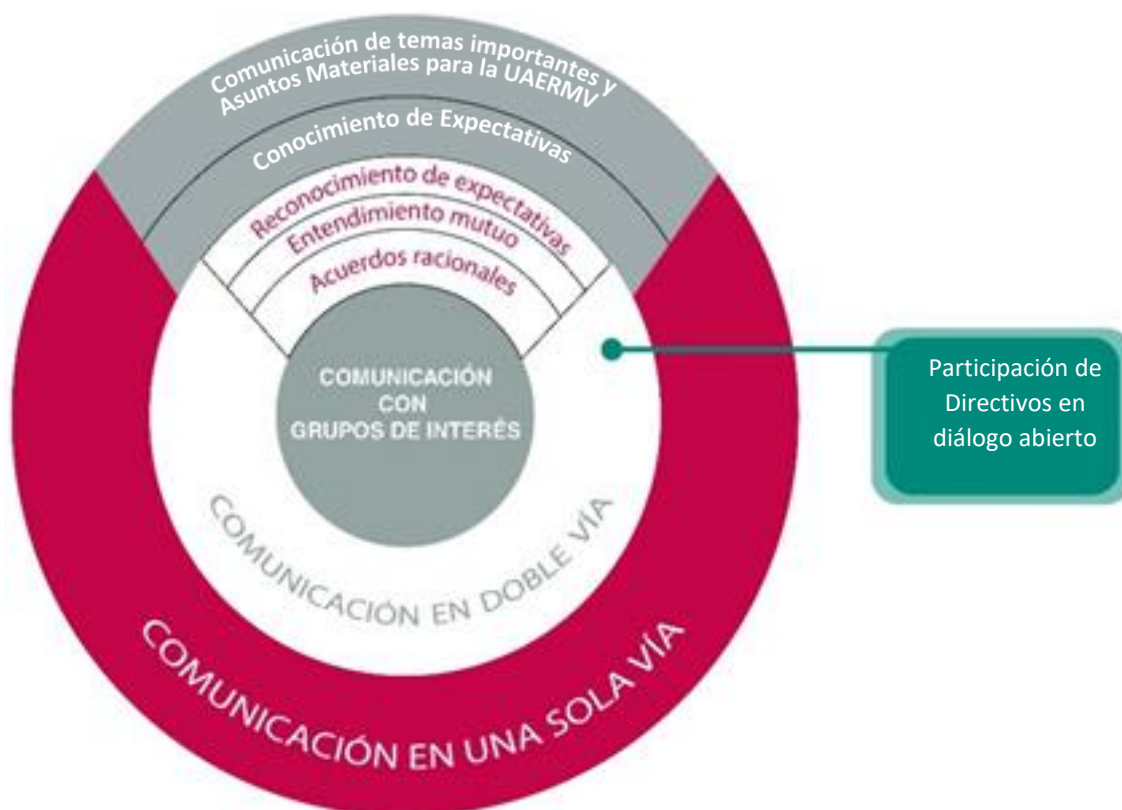 Comunicación de temas importantes y
Asuntos Materiales para la UAERMV
Conocimiento de Expectativas
Reconocimiento de expectativas
Entendimiento mutuo
Acuerdos racionales
COMUNICACIÓN
CON
GRUPOS DE INTERÉS
Participación de
Directivos en
diálogo abierto
COMUNICACIÓN EN DOBLE VÍA
COMUNICACIÓN EN UNA SOLA VÍA